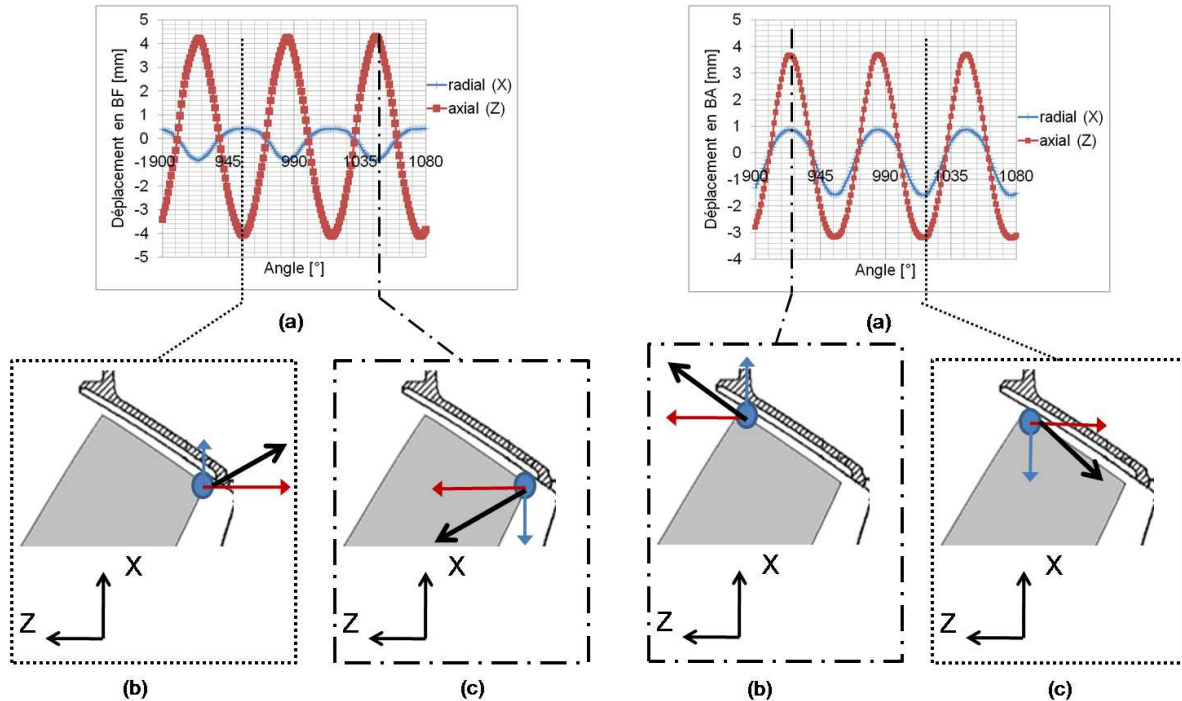 5
4
3
2
1
0
-1
-2
-3
-4
-5
900
945
990
1035
1080
Déplacement en BF [mm]
Angle [°]
radial (X)
axial (Z)
(a)
5
4
3
2
1
0
-1
-2
-3
-4
900
945
990
1035
1080
Déplacement en BA [mm]
Angle [°]
radial (X)
axial (Z)
(a)
X
Z
(b)
X
Z
(c)
X
Z
(b)
X
Z
(c)